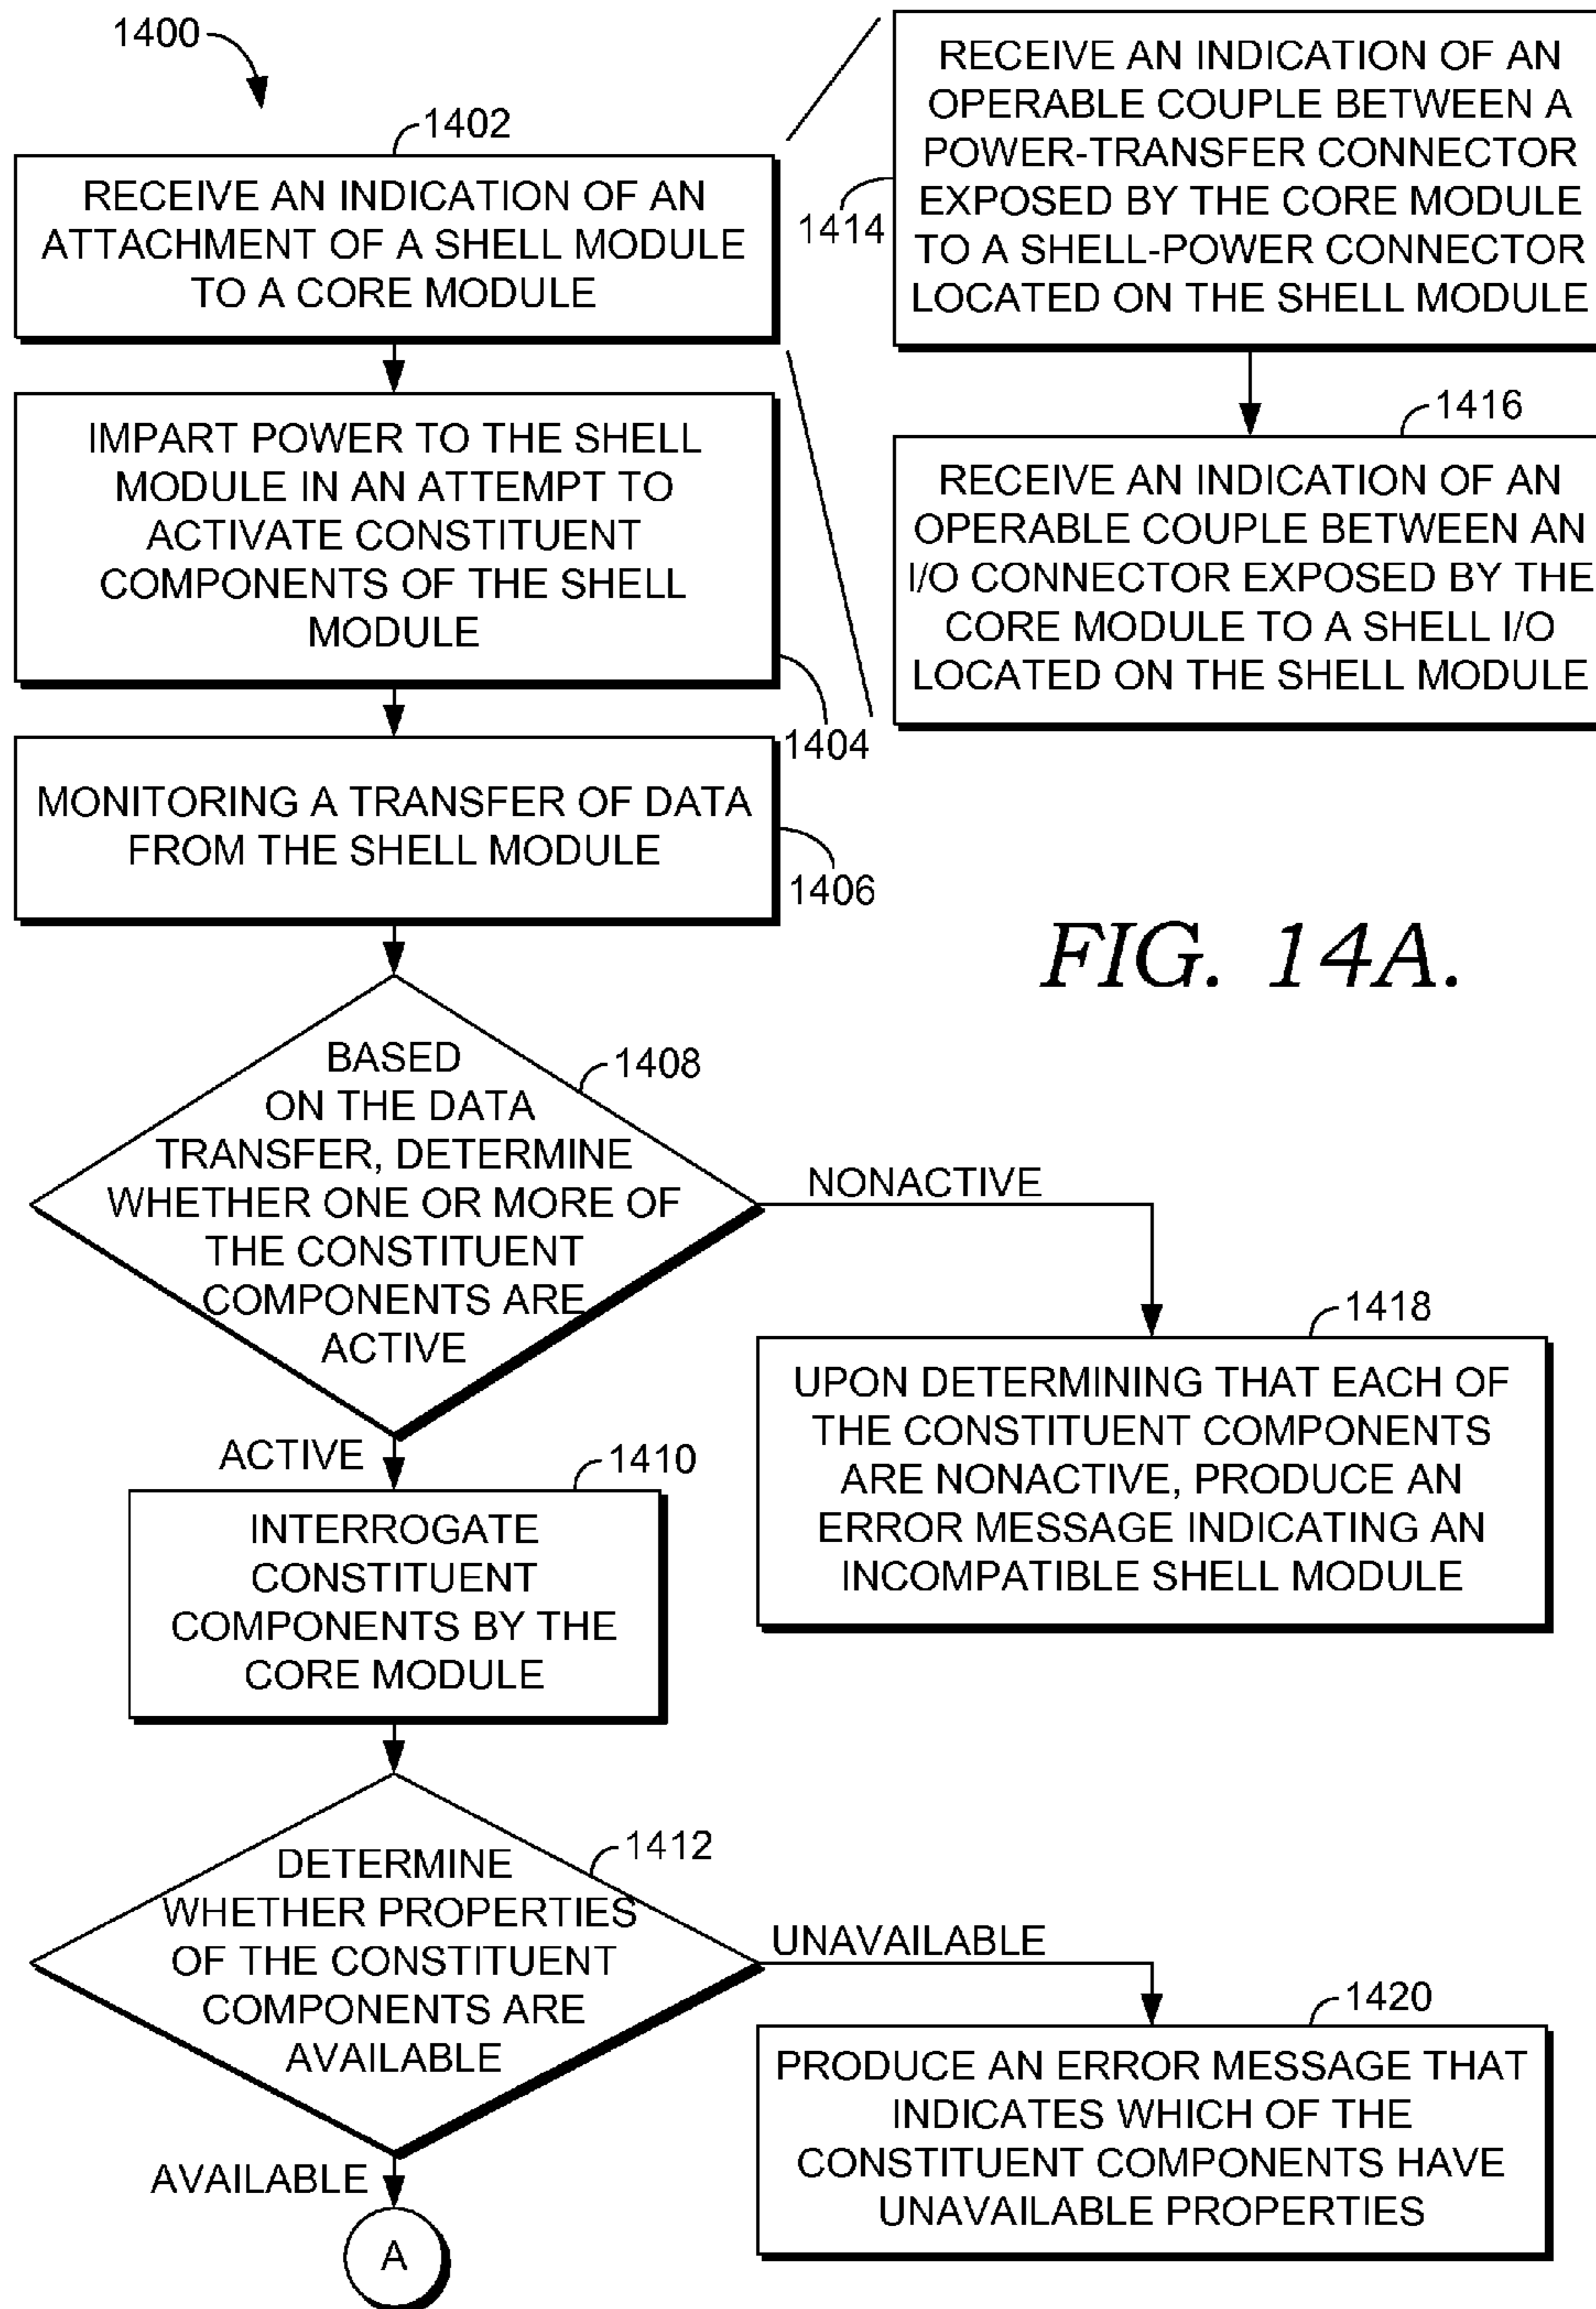 1400
1402
RECEIVE AN INDICATION OF AN
ATTACHMENT OF A SHELL MODULE
TO A CORE MODULE
RECEIVE AN INDICATION OF AN
OPERABLE COUPLE BETWEEN A
POWER-TRANSFER CONNECTOR
EXPOSED BY THE CORE MODULE
TO A SHELL-POWER CONNECTOR
LOCATED ON THE SHELL MODULE
1414
IMPART POWER TO THE SHELL
MODULE IN AN ATTEMPT TO
ACTIVATE CONSTITUENT
COMPONENTS OF THE SHELL
MODULE
1404
1416
RECEIVE AN INDICATION OF AN
OPERABLE COUPLE BETWEEN AN
I/O CONNECTOR EXPOSED BY THE
CORE MODULE TO A SHELL I/O
LOCATED ON THE SHELL MODULE
MONITORING A TRANSFER OF DATA
FROM THE SHELL MODULE
1406
FIG. 14A.
BASED
ON THE DATA
TRANSFER, DETERMINE
WHETHER ONE OR MORE OF
THE CONSTITUENT
COMPONENTS ARE
ACTIVE
1408
NONACTIVE
1418
UPON DETERMINING THAT EACH OF
THE CONSTITUENT COMPONENTS
ARE NONACTIVE, PRODUCE AN
ERROR MESSAGE INDICATING AN
INCOMPATIBLE SHELL MODULE
ACTIVE
1410
INTERROGATE
CONSTITUENT
COMPONENTS BY THE
CORE MODULE
1412
DETERMINE
WHETHER PROPERTIES
OF THE CONSTITUENT
COMPONENTS ARE
AVAILABLE
UNAVAILABLE
1420
PRODUCE AN ERROR MESSAGE THAT
INDICATES WHICH OF THE
CONSTITUENT COMPONENTS HAVE
UNAVAILABLE PROPERTIES
AVAILABLE
A